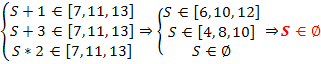 S + 1 ∈ [7,11,13]
S + 3 ∈ [7,11,13]
S * 2 ∈ [7,11,13]
⇒
S ∈ [6,10,12]
S ∈ [4,8,10]
S ∈ ∅
⇒ S ∈ ∅